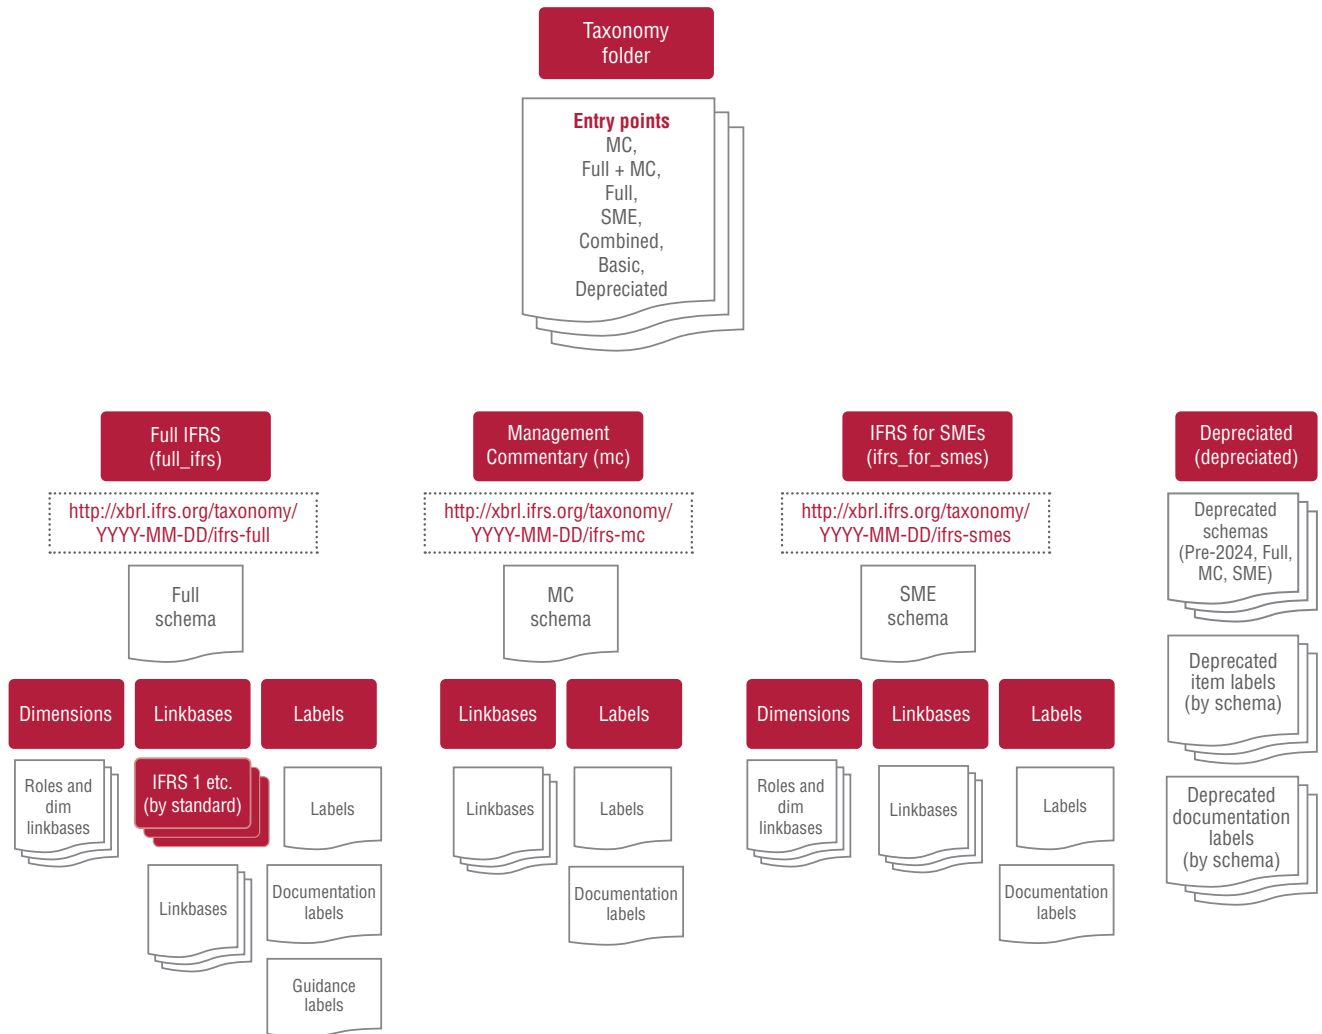 Taxonomy
folder
Entry points
MC,
Full + MC,
Full,
SME,
Combined,
Basic,
Depreciated
Full IFRS
(full_ifrs)
http://xbrl.ifrs.org/taxonomy/
YYYY-MM-DD/ifrs-full
Full
schema
Dimensions
Linkbases
Labels
Roles and
dim
linkbases
IFRS 1 etc.
(by standard)
Linkbases
Labels
Documentation
labels
Guidance
labels
Management
Commentary (mc)
http://xbrl.ifrs.org/taxonomy/
YYYY-MM-DD/ifrs-mc
MC
schema
Linkbases
Labels
Linkbases
Labels
Documentation
labels
IFRS for SMEs
(ifrs_for_smes)
http://xbrl.ifrs.org/taxonomy/
YYYY-MM-DD/ifrs-smes
SME
schema
Dimensions
Linkbases
Labels
Roles and
dim
linkbases
Linkbases
Labels
Documentation
labels
Depreciated
(depreciated)
Deprecated
schemas
(Pre-2024, Full,
MC, SME)
Deprecated
item labels
(by schema)
Deprecated
documentation
labels
(by schema)